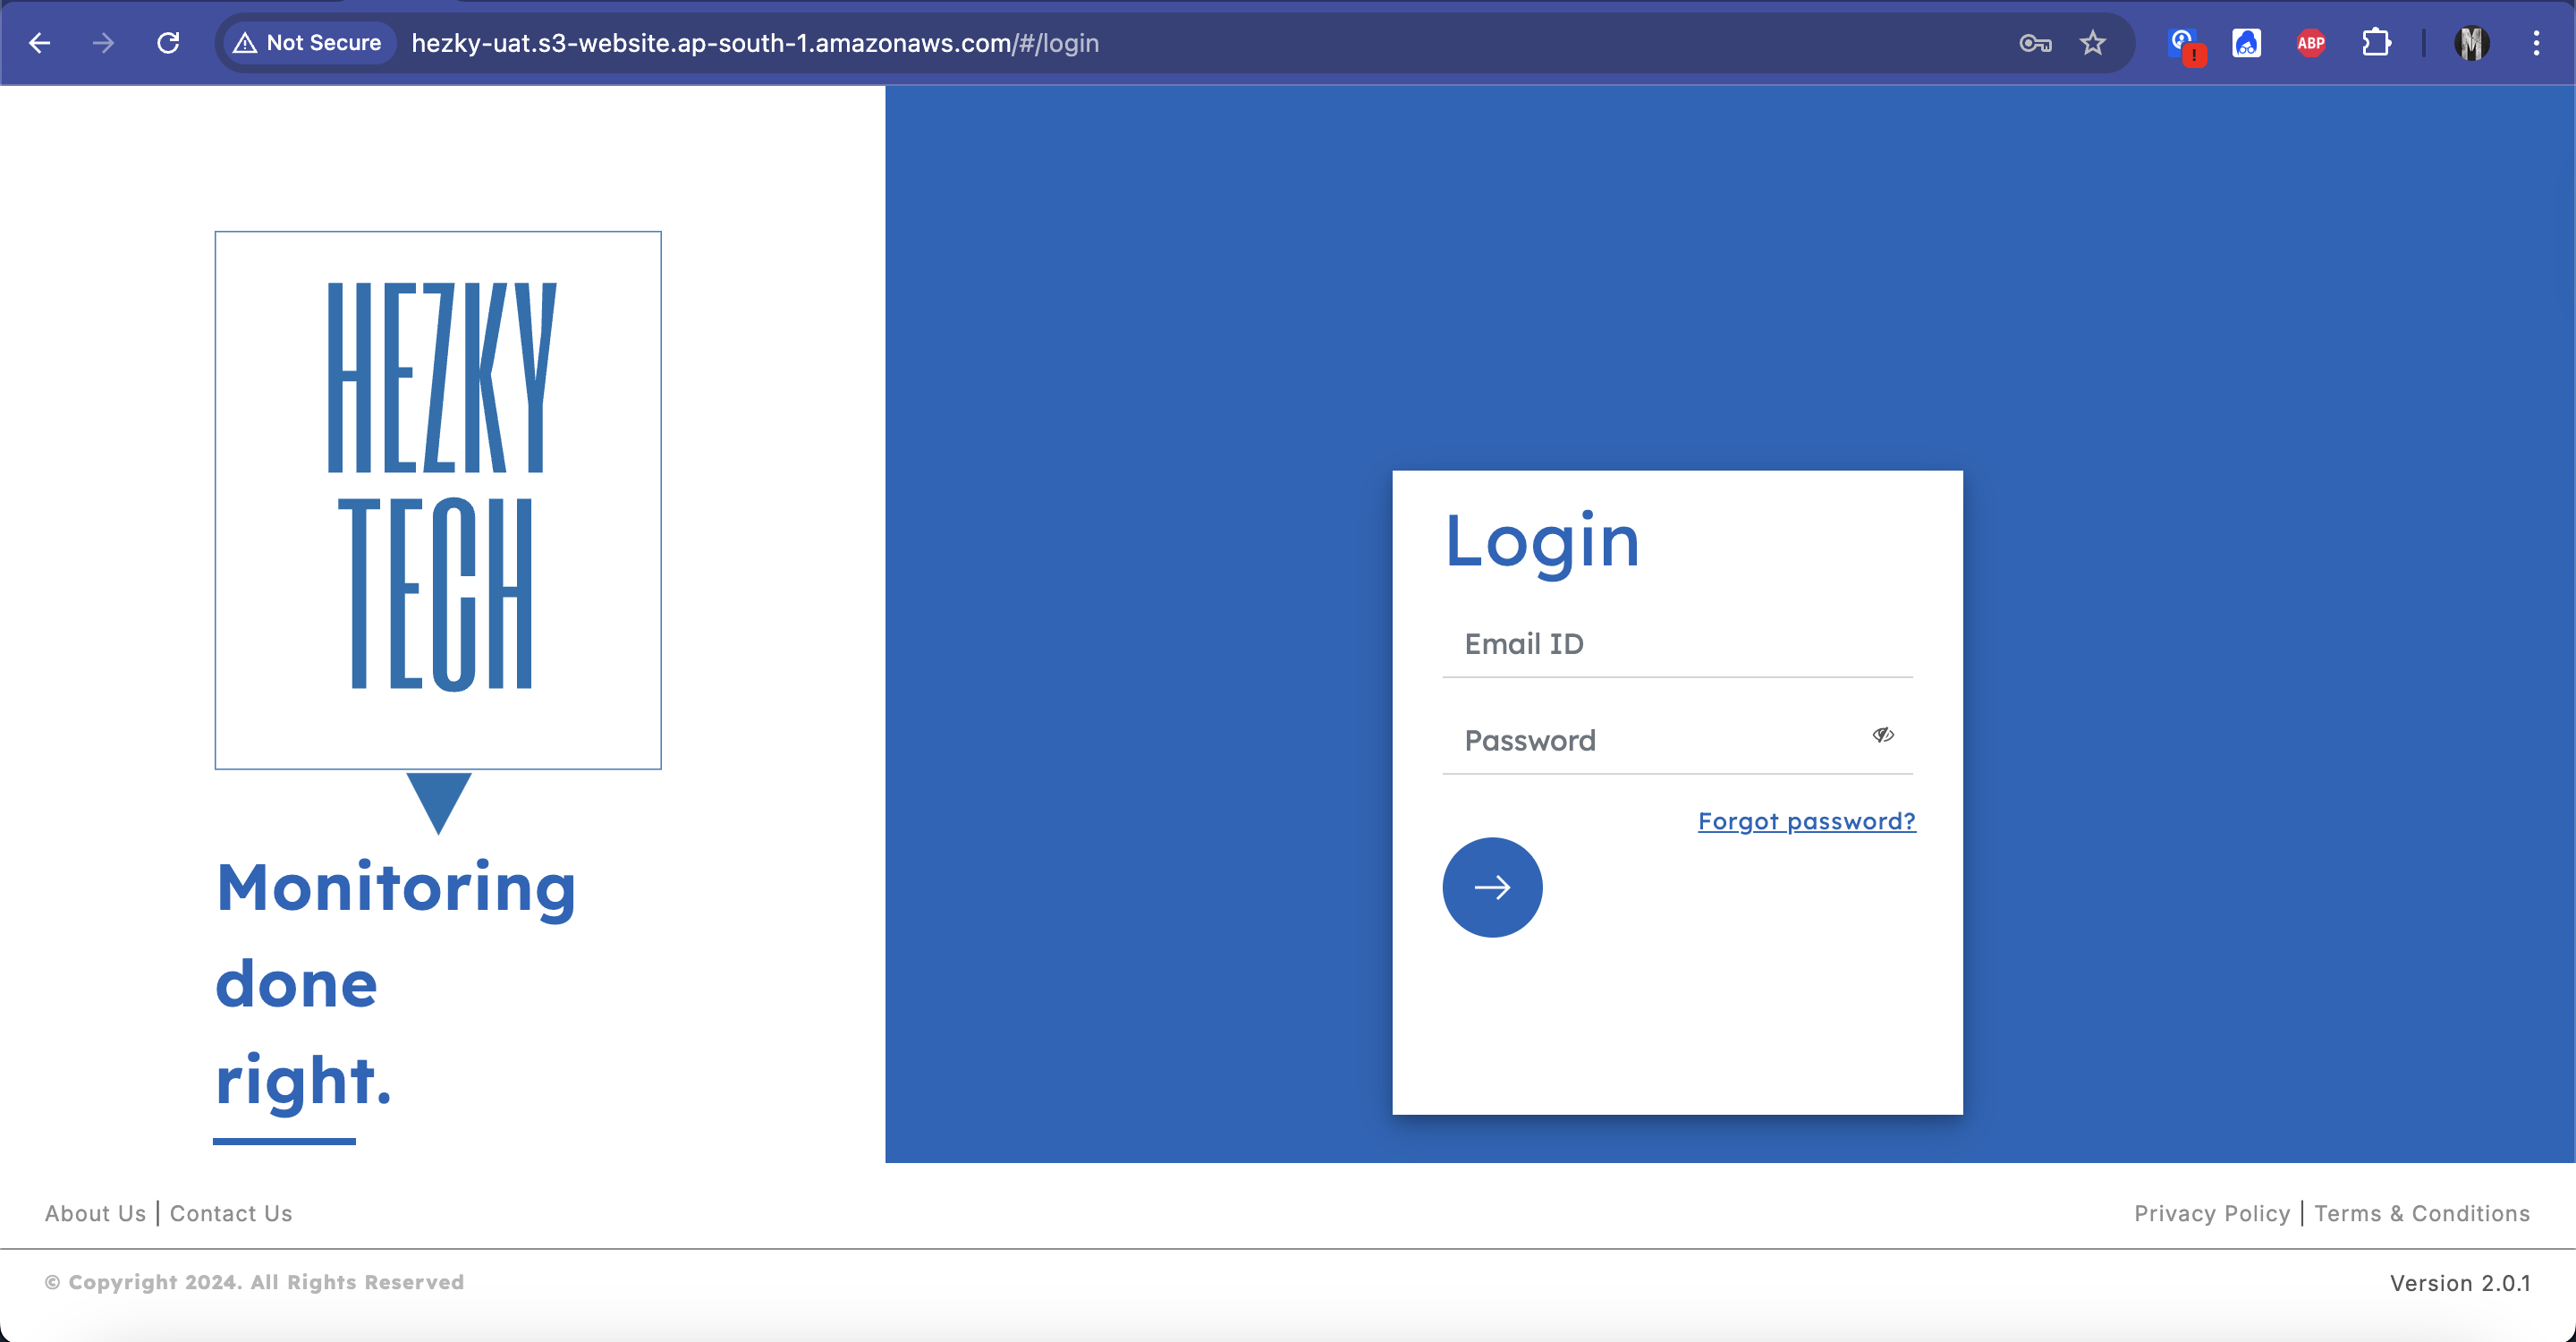 Not Secure hezky-uat.s3-website.ap-south-1.amazonaws.com/#/login
ABP
HEZKY
TECH
Monitoring
done
right.
Login
Email ID
Password
Forgot password?
About Us | Contact Us
Privacy Policy | Terms & Conditions
© Copyright 2024. All Rights Reserved
Version 2.0.1